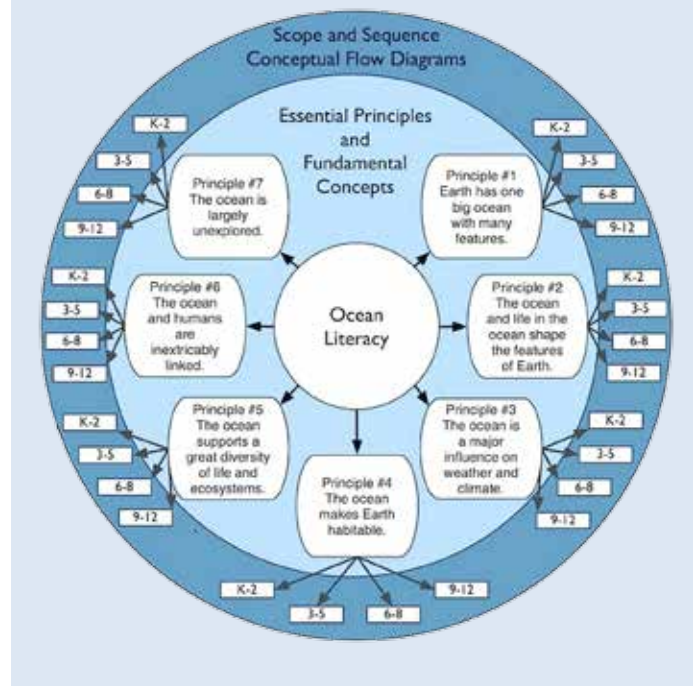 Scope and Sequence
Conceptual Flow Diagrams
Essential Principles
and
Fundamental
Concepts
Ocean
Literacy
Principle #1
Earth has one
big ocean
with many
features.
K-2
3-5
6-8
9-12
Principle #2
The ocean
and life in the
ocean shape
the features
of Earth.
K-2
3-5
6-8
9-12
Principle #3
The ocean is
a major
influence on
weather and
climate.
K-2
3-5
6-8
9-12
Principle #4
The ocean
makes Earth
habitable.
K-2
3-5
6-8
9-12
Principle #5
The ocean
supports a
great diversity
of life and
ecosystems.
K-2
3-5
6-8
9-12
Principle #6
The ocean
and humans
are
inextricably
linked.
K-2
3-5
6-8
9-12
Principle #7
The ocean is
largely
unexplored.
K-2
3-5
6-8
9-12